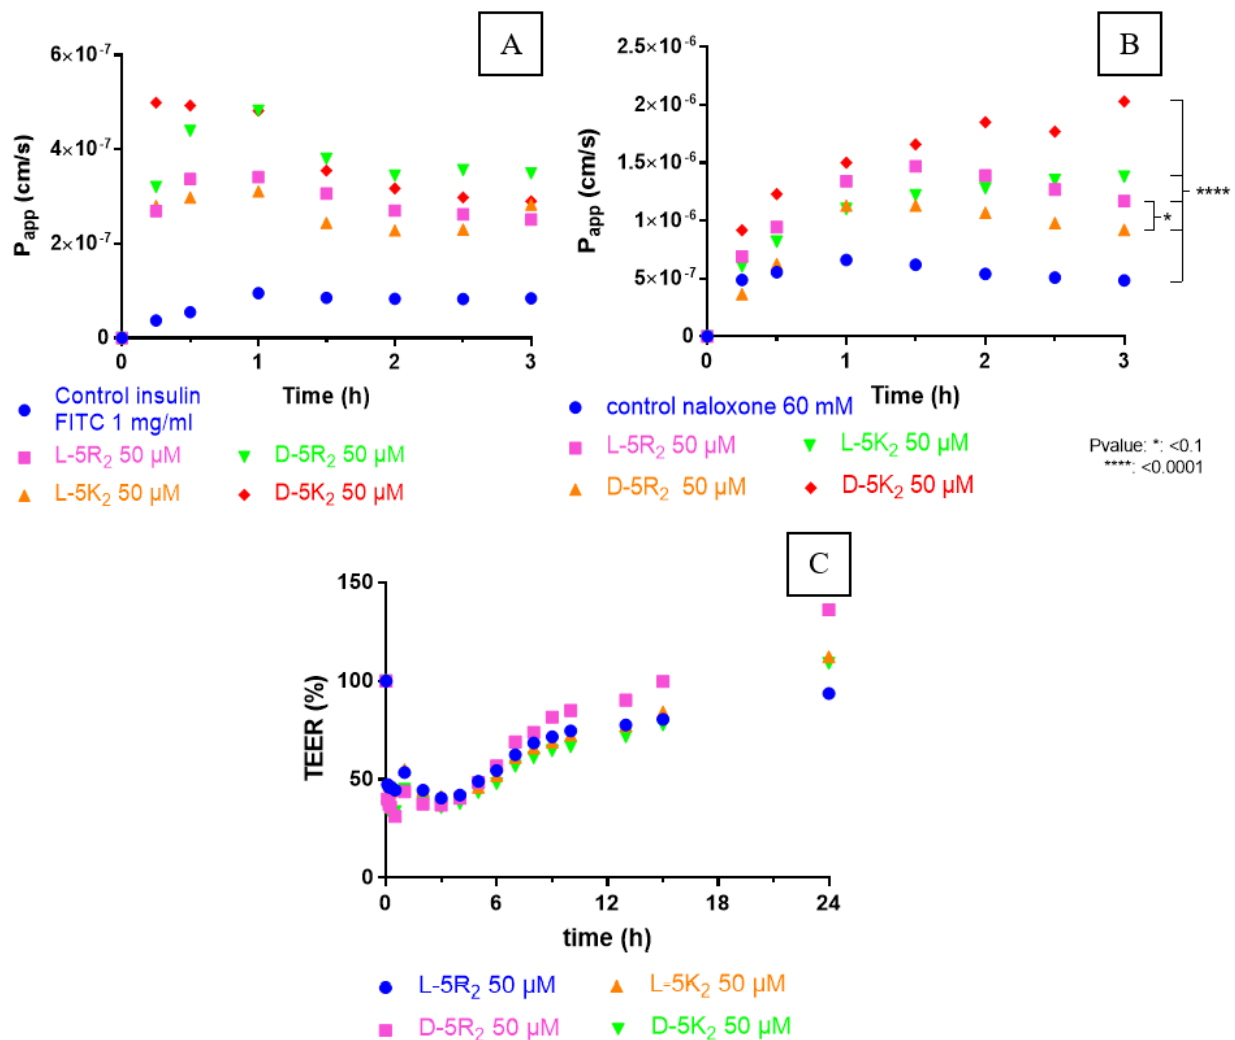 A
P_app (cm/s)
6×10^-7
4×10^-7
2×10^-7
0
0 1 2 3
Time (h)
Control insulin
FITC 1 mg/ml
L-5R₂ 50 µM
D-5R₂ 50 µM
L-5K₂ 50 µM
D-5K₂ 50 µM
B
P_app (cm/s)
2.5×10^-6
2×10^-6
1.5×10^-6
1×10^-6
5×10^-7
0
0 1 2 3
Time (h)
****
*
control naloxone 60 mM
L-5R₂ 50 µM
L-5K₂ 50 µM
D-5R₂ 50 µM
D-5K₂ 50 µM
Pvalue: *: <0.1
****: <0.0001
C
TEER (%)
150
100
50
0
0 6 12 18 24
time (h)
L-5R₂ 50 µM
L-5K₂ 50 µM
D-5R₂ 50 µM
D-5K₂ 50 µM